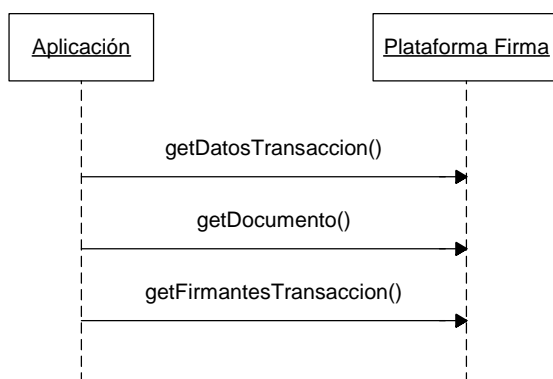 Aplicación
Plataforma Firma
getDatosTransaccion()
getDocumento()
getFirmantesTransaccion()